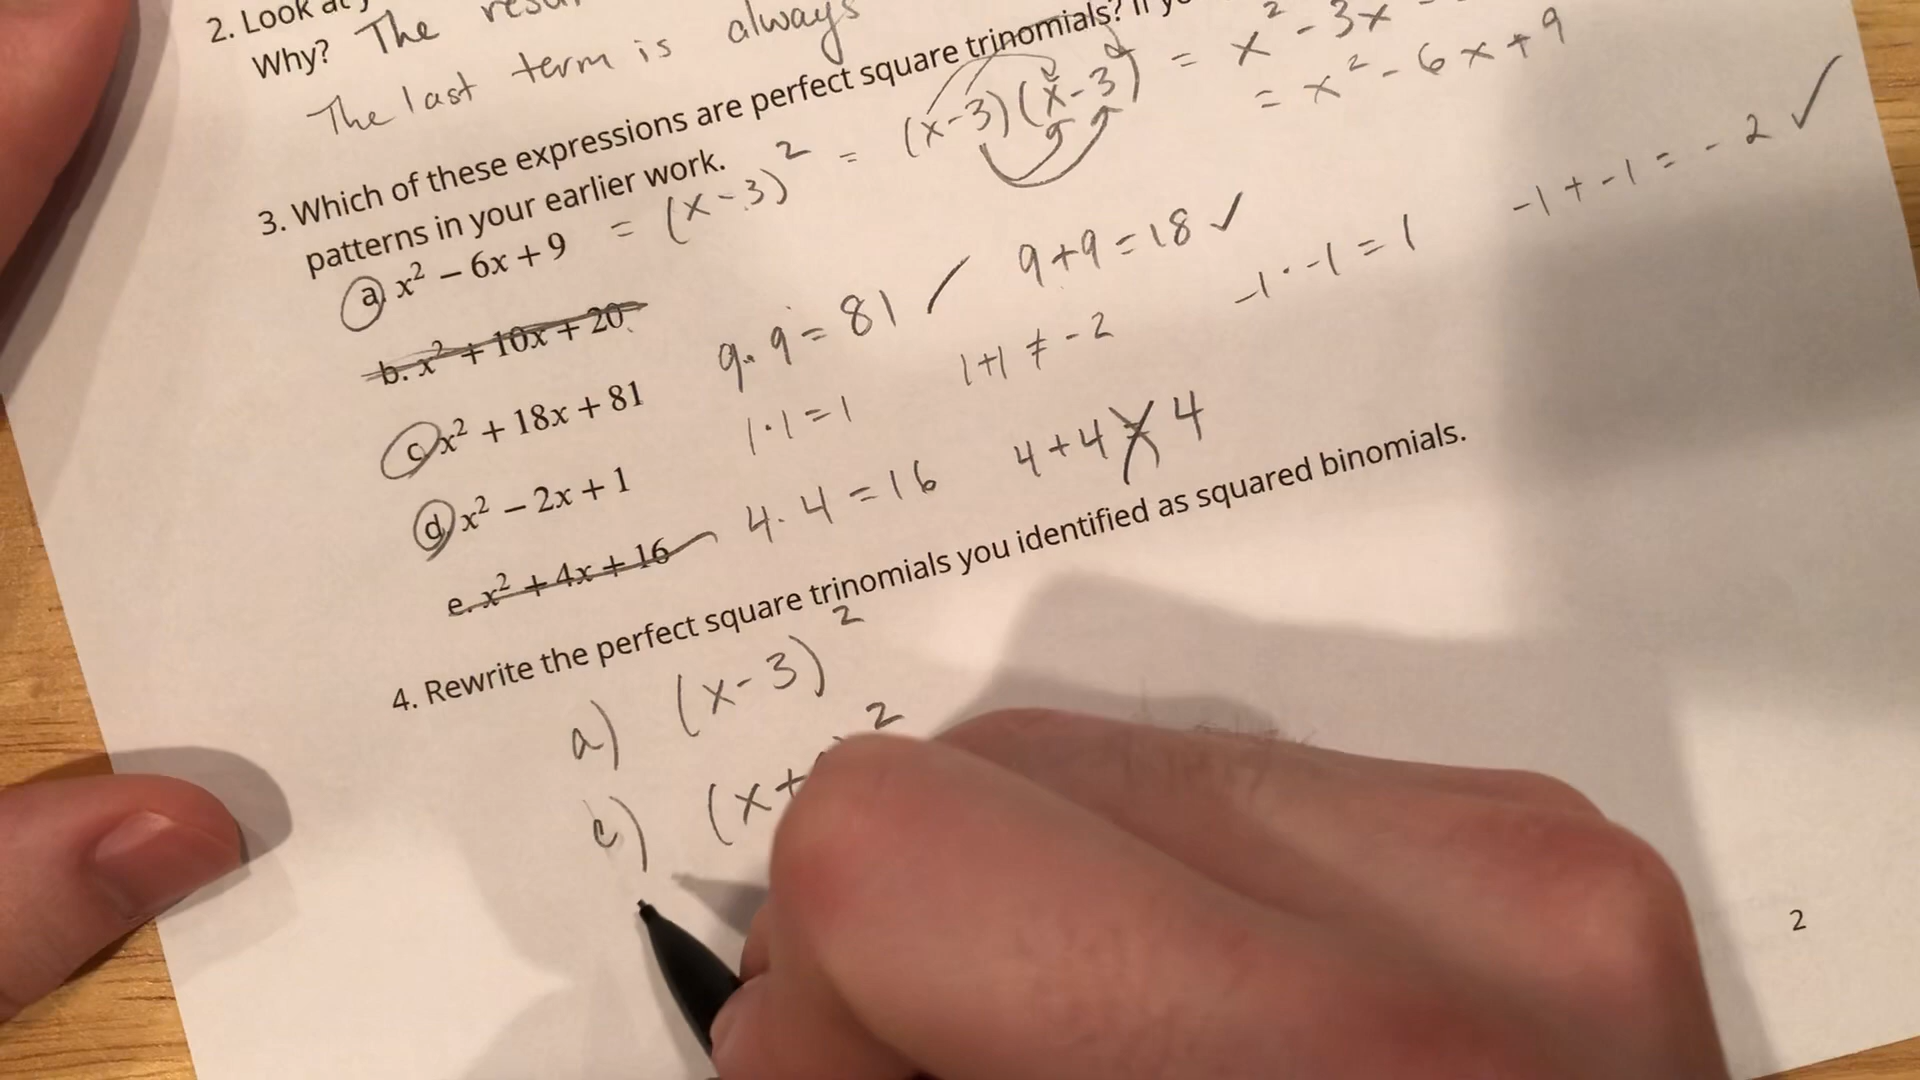 2. Look at
Why? The
The last term is always
3. Which of these expressions are perfect square trinomials? If
patterns in your earlier work.
a. x² − 6x + 9 = (x-3)² = (x-3)(x-3) = x² - 3x
= x² - 6x + 9
b. x² + 10x + 20
c. x² + 18x + 81 9·9 = 81 ✓ 9+9 = 18 ✓
d. x² − 2x + 1 1·1 = 1 1+1 ≠ -2 -1 · -1 = 1 -1 + -1 = -2 ✓
e. x² + 4x + 16 4·4 = 16 4+4 ≠ 4
4. Rewrite the perfect square trinomials you identified as squared binomials.
a) (x-3)²
c) (x+ ²
2